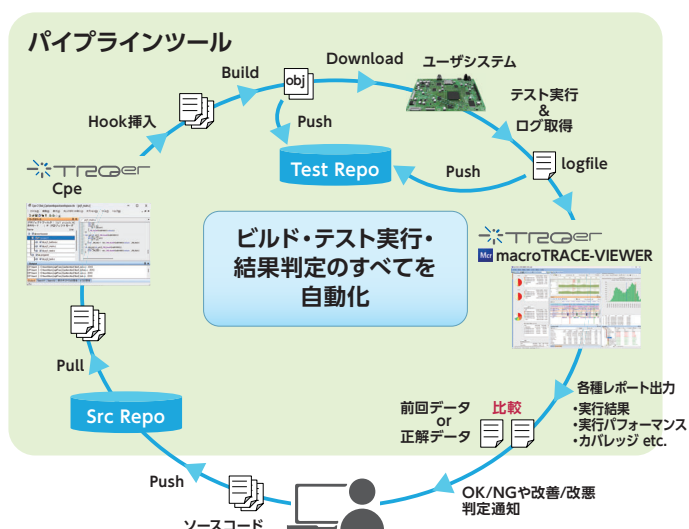 パイプラインツール
Build
obj
Download
ユーザシステム
Hook挿入
Push
テスト実行
&
ログ取得
Test Repo
Push
logfile
TRQer
Cpe
ビルド・テスト実行・
結果判定のすべてを
自動化
TRQer
Mcr macroTRACE-VIEWER
Pull
Src Repo
前回データ
or
正解データ
比較
各種レポート出力
・実行結果
・実行パフォーマンス
・カバレッジ etc.
Push
ソースコード
OK/NGや改善/改悪
判定通知